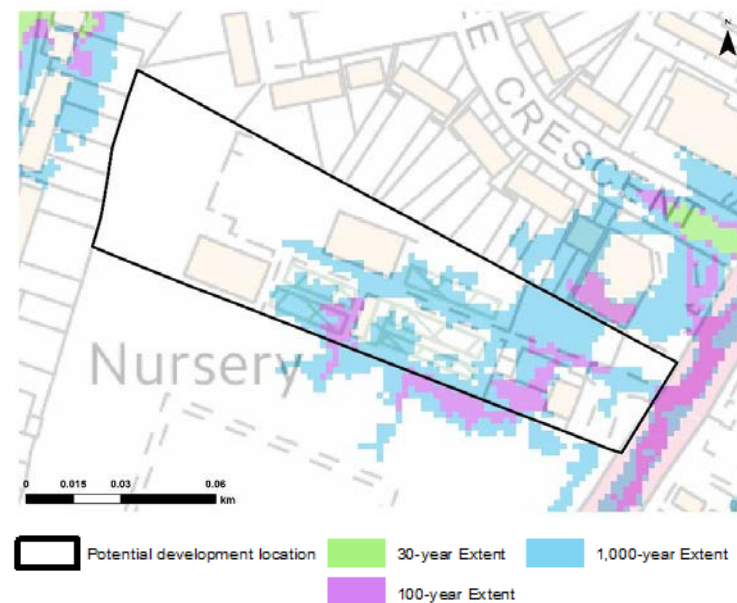 N
E CRESCENT
Nursery
0 0.015 0.03 0.06
km
Potential development location
30-year Extent
1,000-year Extent
100-year Extent